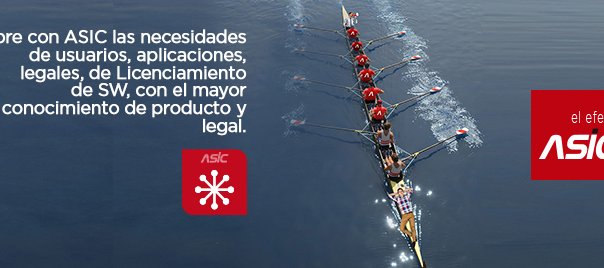 bre con ASIC las necesidades
de usuarios, aplicaciones,
legales, de Licenciamiento
de SW, con el mayor
conocimiento de producto y
legal.
ASIC
el efe
ASIC